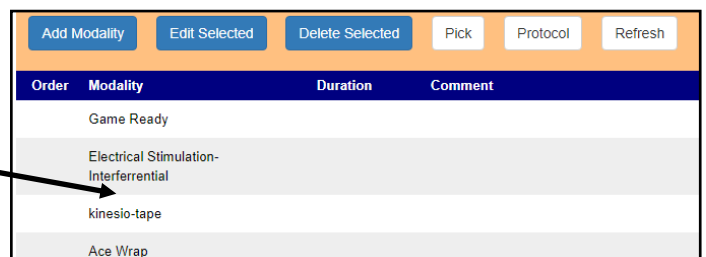 Add Modality Edit Selected Delete Selected Pick Protocol Refresh
Order Modality Duration Comment
Game Ready
Electrical Stimulation-
Interferrential
kinesio-tape
Ace Wrap